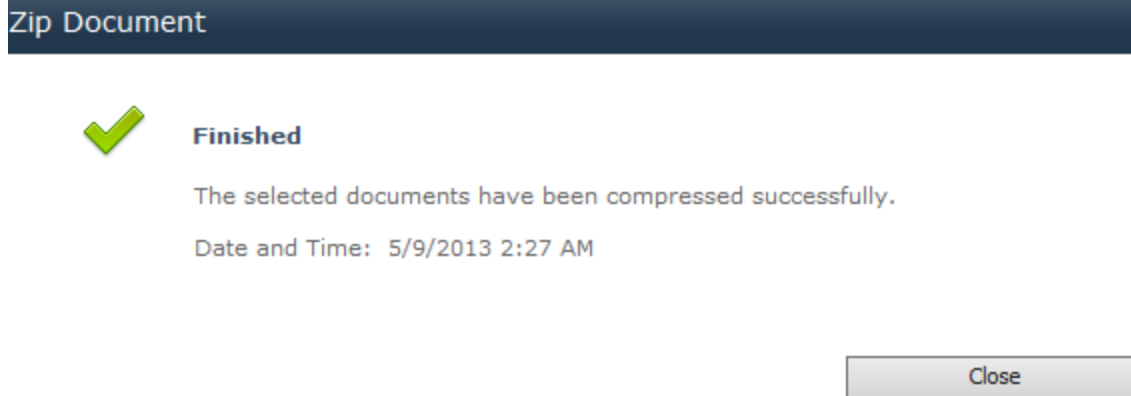 Zip Document
Finished
The selected documents have been compressed successfully.
Date and Time: 5/9/2013 2:27 AM
Close